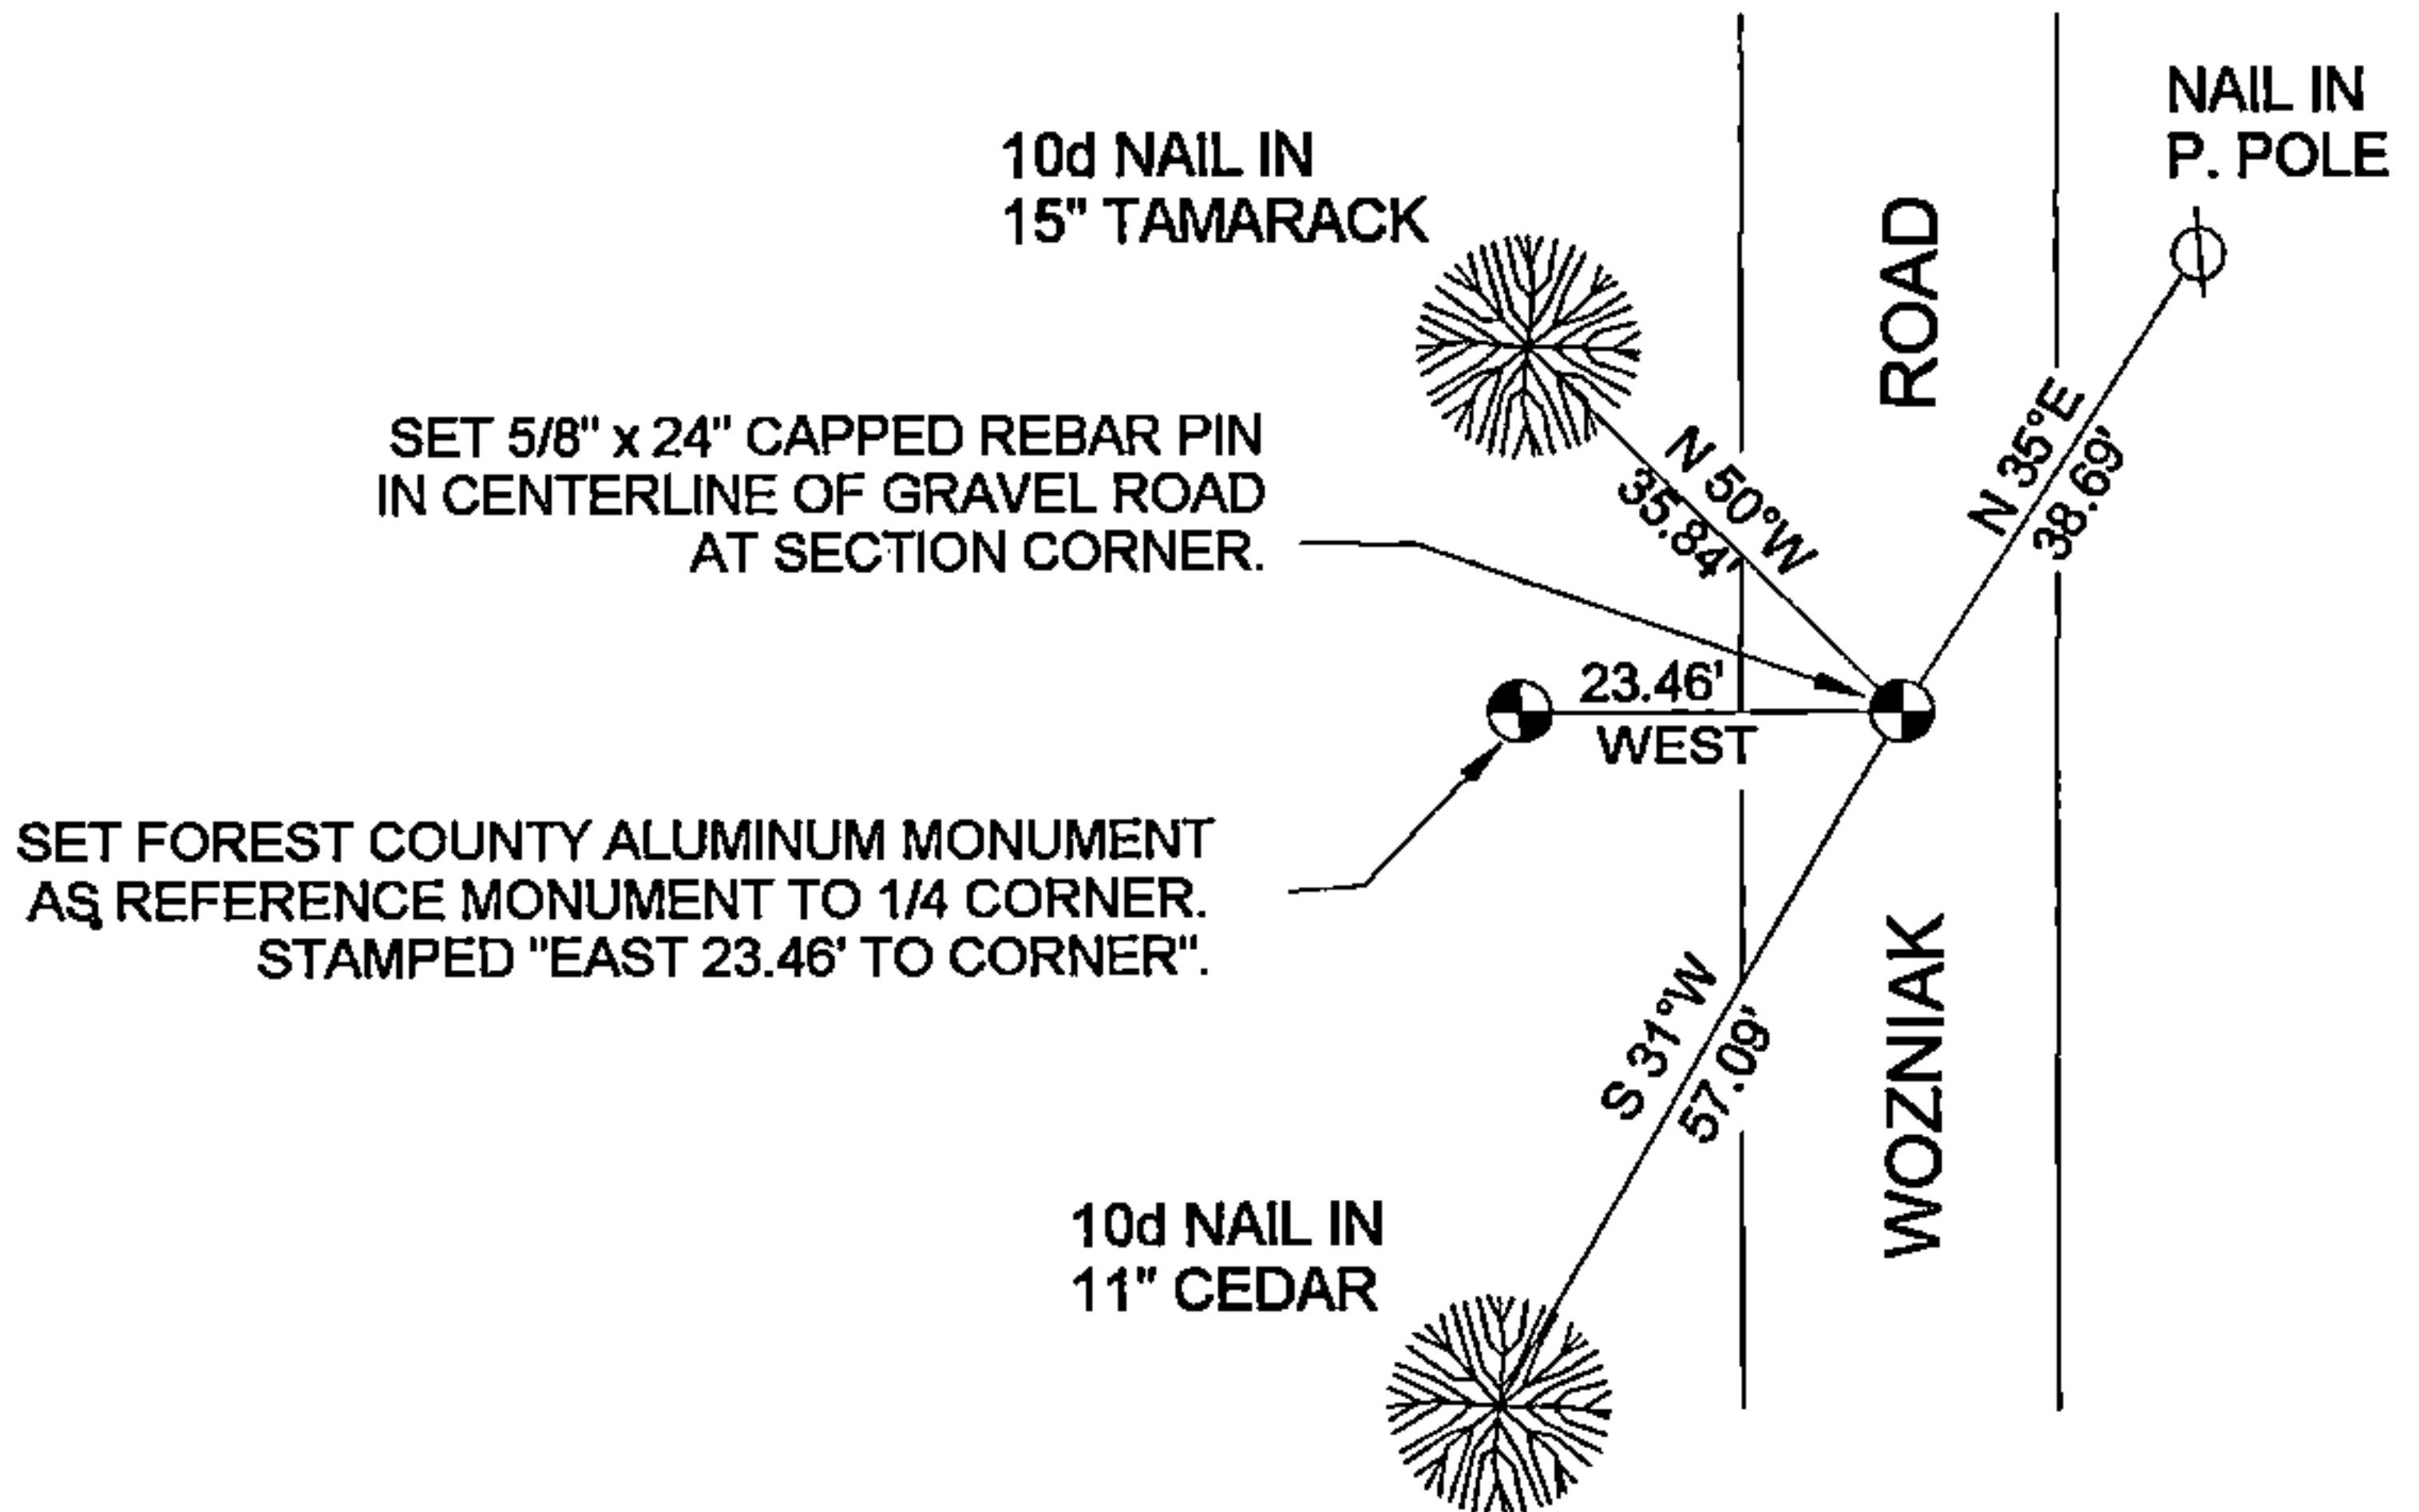 NAIL IN
P. POLE
10d NAIL IN
15" TAMARACK
ROAD
N 35°E
38.69'
SET 5/8" x 24" CAPPED REBAR PIN
IN CENTERLINE OF GRAVEL ROAD
AT SECTION CORNER.
N 50°W
35.84'
23.46'
WEST
SET FOREST COUNTY ALUMINUM MONUMENT
AS REFERENCE MONUMENT TO 1/4 CORNER.
STAMPED "EAST 23.46' TO CORNER".
S 31°W
57.09'
WOZNIAK
10d NAIL IN
11" CEDAR